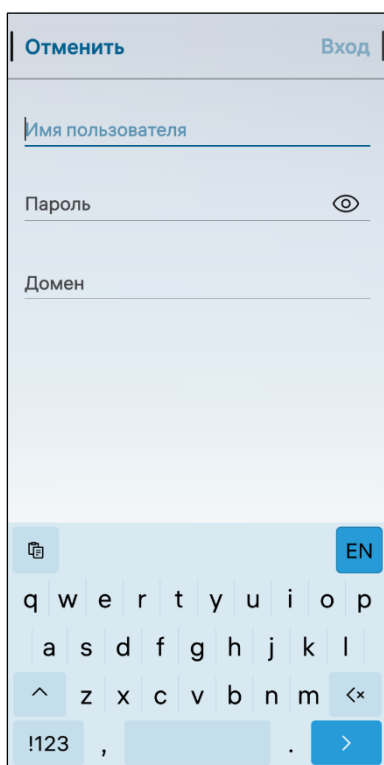 Отменить Вход
Имя пользователя
Пароль
Домен
EN
q w e r t y u i o p
a s d f g h j k l
z x c v b n m
!123 , .